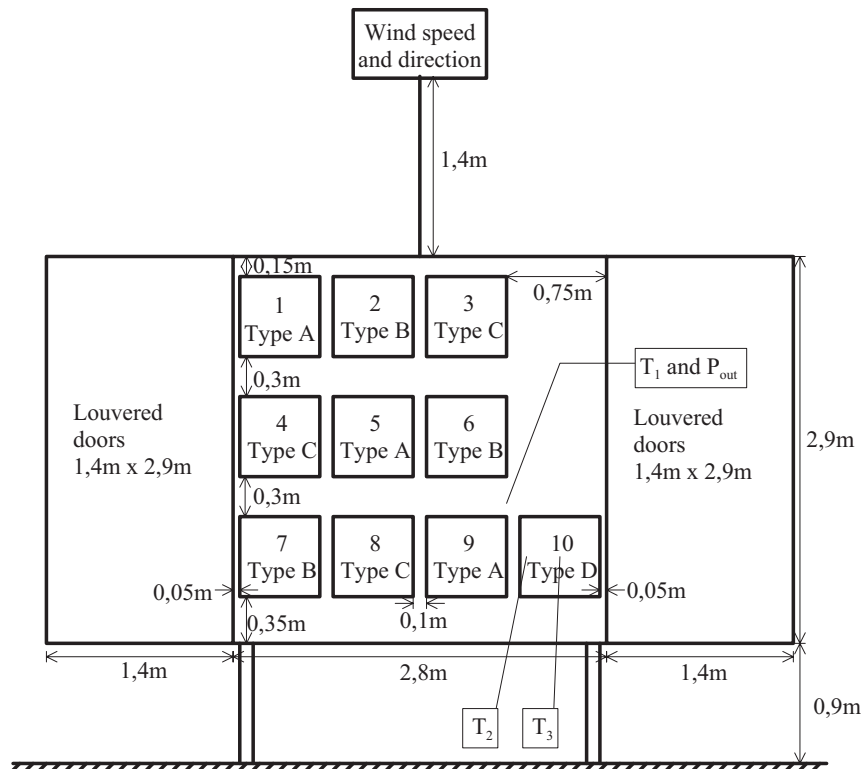 Wind speed
and direction
1,4m
0,15m
0,75m
1
Type A
2
Type B
3
Type C
0,3m
T1 and Pout
Louvered
doors
1,4m x 2,9m
4
Type C
5
Type A
6
Type B
Louvered
doors
1,4m x 2,9m
2,9m
0,3m
7
Type B
8
Type C
9
Type A
10
Type D
0,05m
0,35m
0,1m
0,05m
1,4m
2,8m
1,4m
0,9m
T2
T3